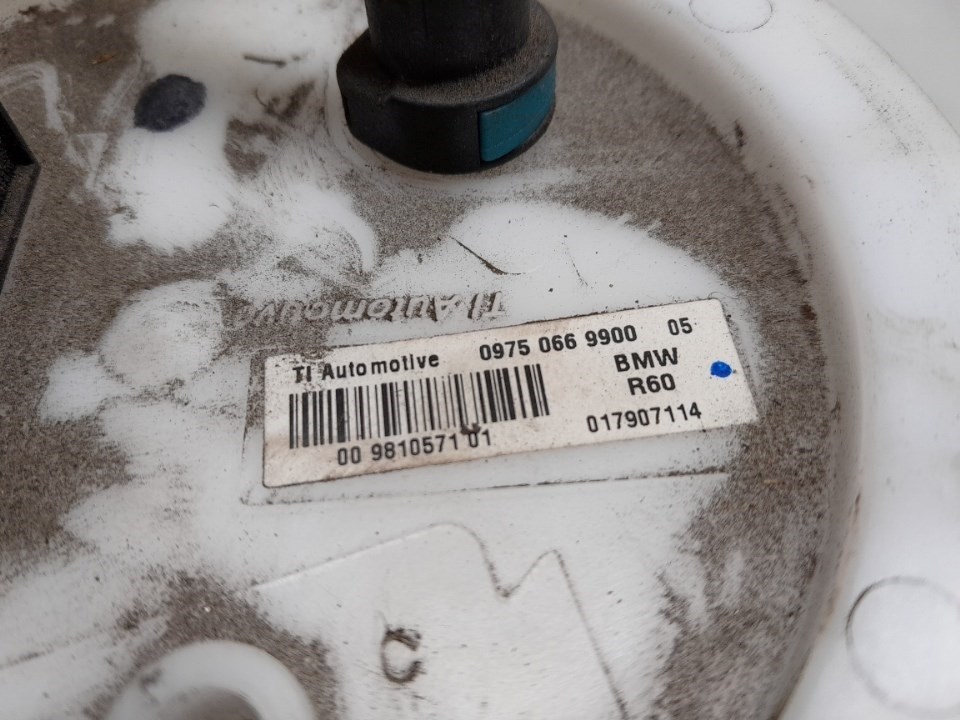 TI Automotive
TI Automotive 0975 066 9900 05
BMW
R60
00 9810571 01 017907114
C